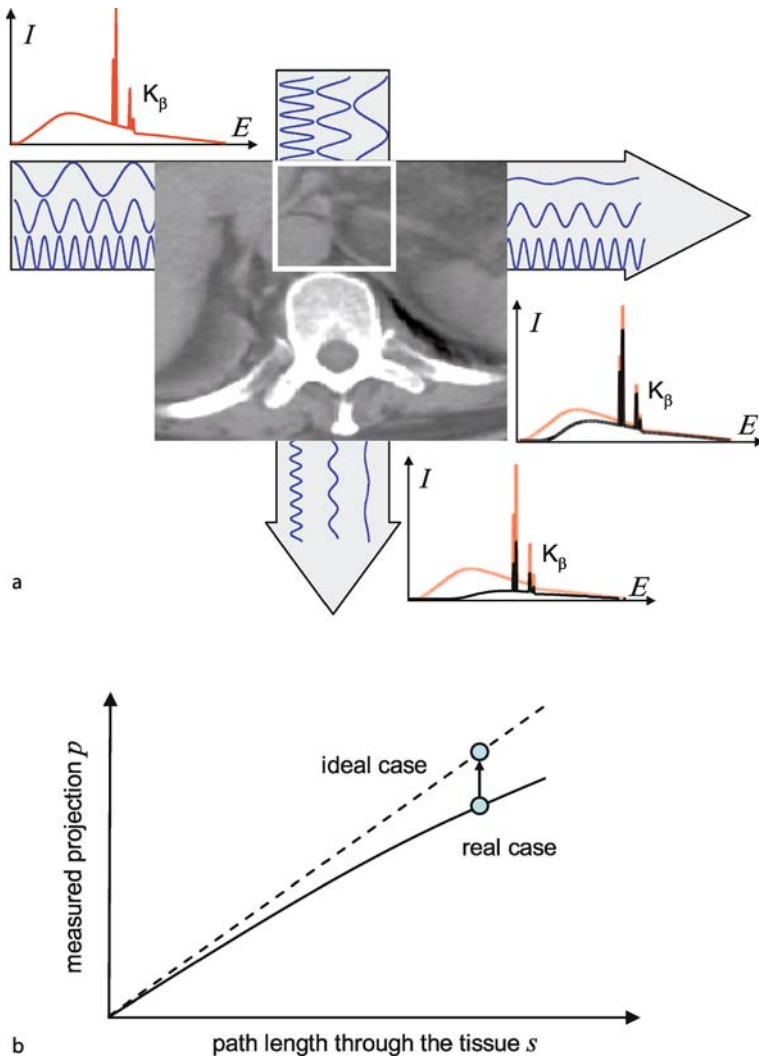 I
Kβ
E
I
Kβ
E
I
Kβ
E
a
measured projection p
ideal case
real case
path length through the tissue s
b